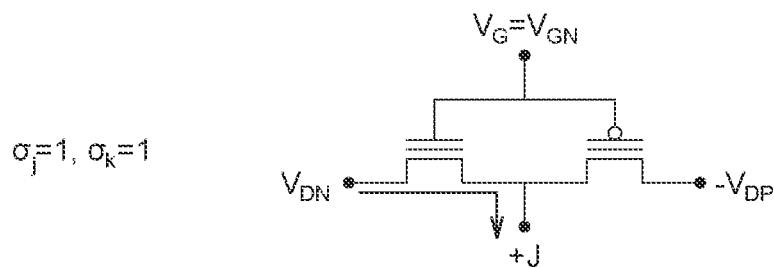 V_G=V_GN
σ_j=1, σ_k=1
V_DN
-V_DP
+J